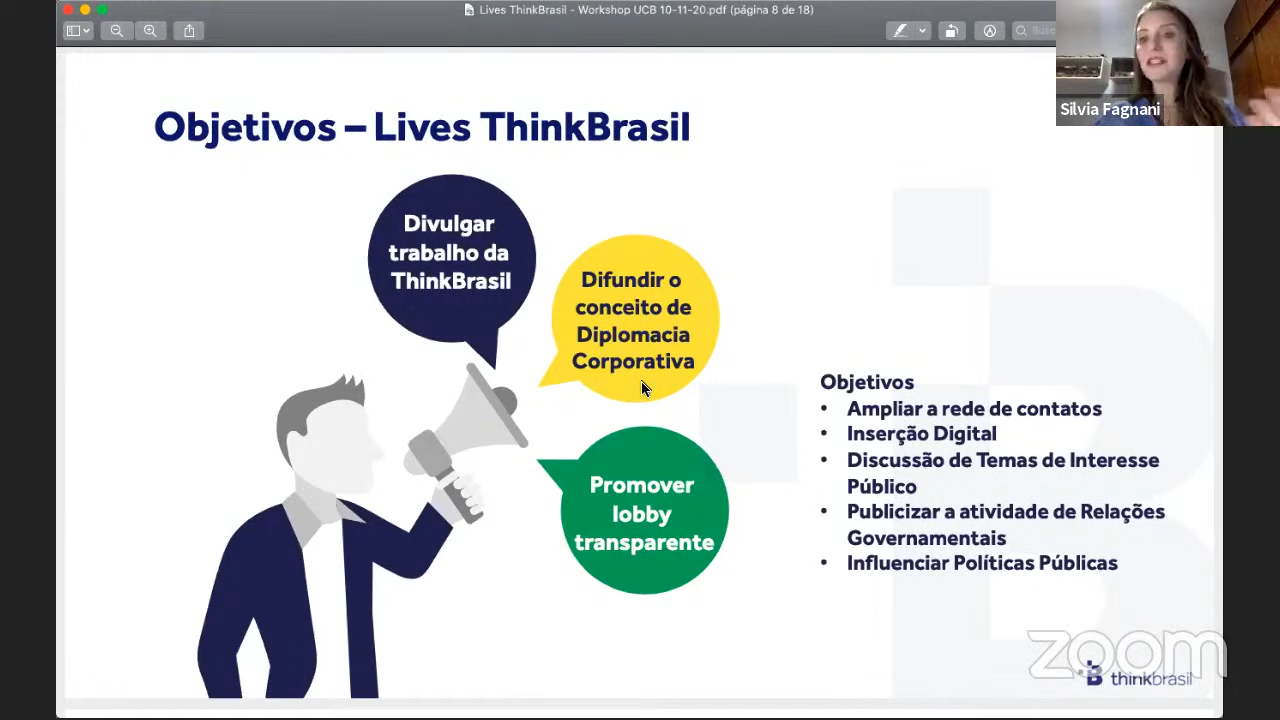 Lives ThinkBrasil - Workshop UCB 10-11-20.pdf (página 8 de 18)
Silvia Fagnani
Objetivos – Lives ThinkBrasil
Divulgar
trabalho da
ThinkBrasil
Difundir o
conceito de
Diplomacia
Corporativa
Promover
lobby
transparente
Objetivos
• Ampliar a rede de contatos
• Inserção Digital
• Discussão de Temas de Interesse
Público
• Publicizar a atividade de Relações
Governamentais
• Influenciar Políticas Públicas
zoom
thinkbrasil